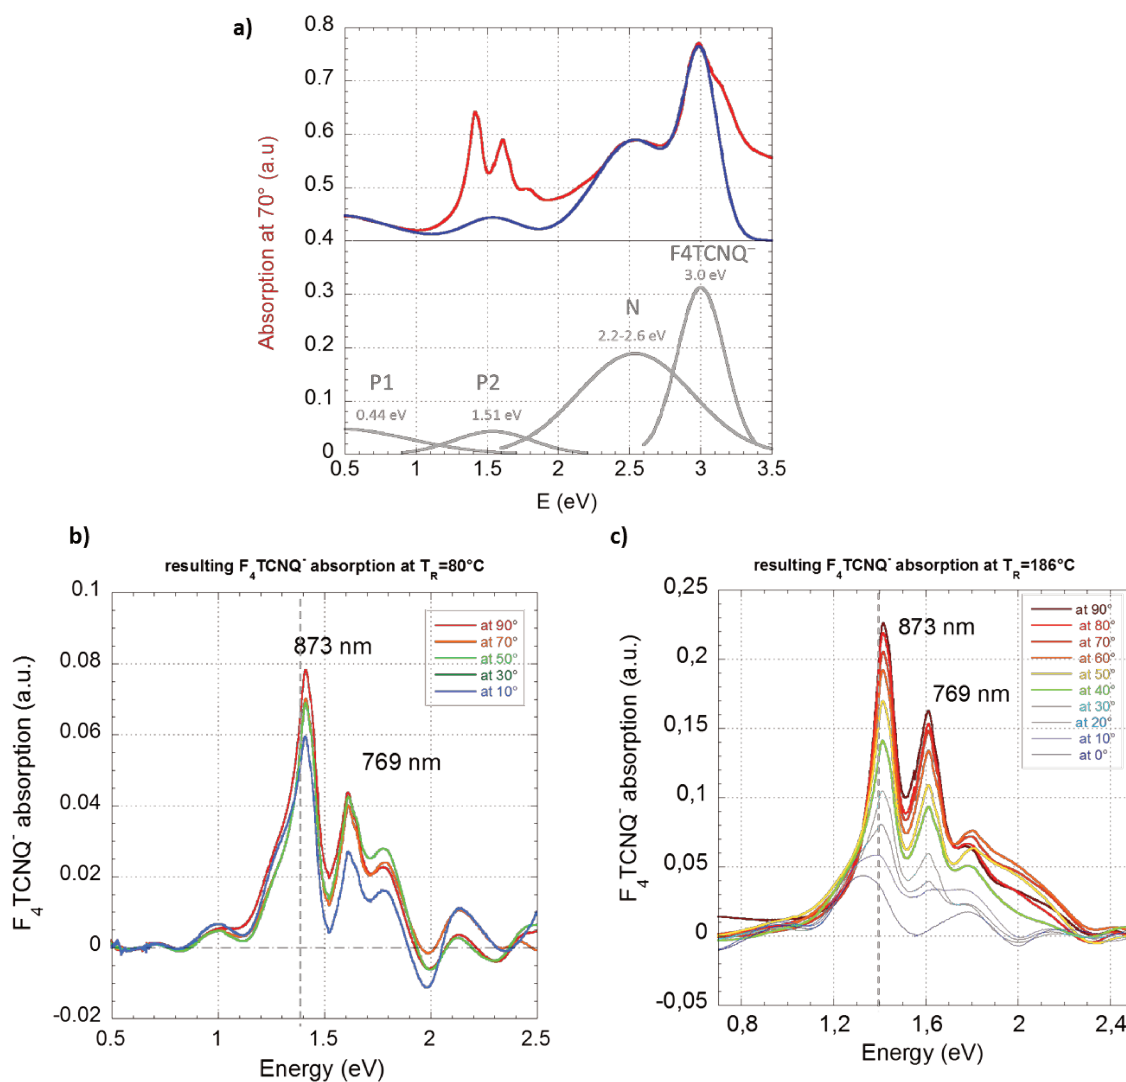 a)
0.8
0.7
0.6
0.5
0.4
0.3
0.2
0.1
0
Absorption at 70° (a.u)
F4TCNQ⁻
3.0 eV
N
2.2-2.6 eV
P1
0.44 eV
P2
1.51 eV
0.5 1 1.5 2 2.5 3 3.5
E (eV)
b)
resulting F₄TCNQ⁻ absorption at T_R=80°C
0.1
0.08
0.06
0.04
0.02
0
-0.02
F₄TCNQ⁻ absorption (a.u.)
873 nm
769 nm
at 90°
at 70°
at 50°
at 30°
at 10°
0.5 1 1.5 2 2.5
Energy (eV)
c)
resulting F₄TCNQ⁻ absorption at T_R=186°C
0,25
0,2
0,15
0,1
0,05
0
-0,05
F₄TCNQ⁻ absorption (a.u.)
873 nm
769 nm
at 90°
at 80°
at 70°
at 60°
at 50°
at 40°
at 30°
at 20°
at 10°
at 0°
0,8 1,2 1,6 2 2,4
Energy (eV)